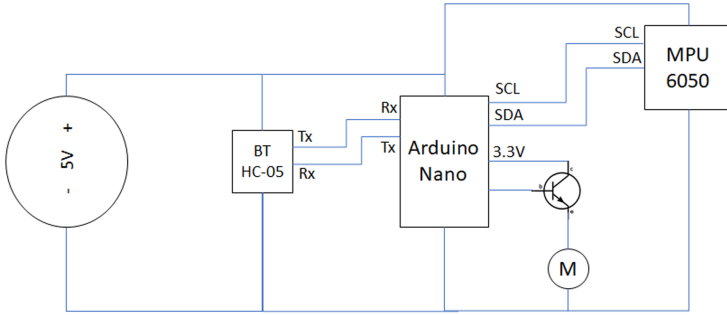 SCL
MPU
6050
SDA
SCL
Rx
SDA
+
5V
-
Tx
BT
HC-05
Rx
Tx
Arduino
Nano
3.3V
c
b
e
M